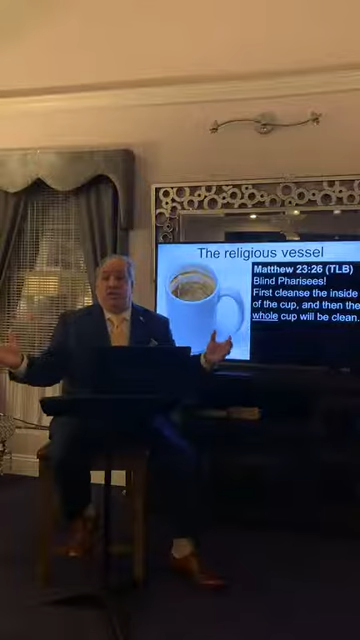 The religious vessel
Matthew 23:26 (TLB)
Blind Pharisees!
First cleanse the inside
of the cup, and then the
whole cup will be clean.